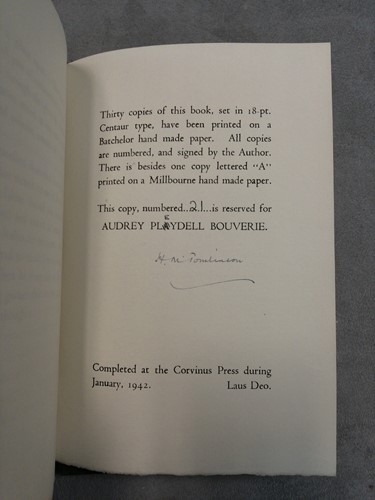 Thirty copies of this book, set in 18-pt.
Centaur type, have been printed on a
Batchelor hand made paper. All copies
are numbered, and signed by the Author.
There is besides one copy lettered "A"
printed on a Millbourne hand made paper.
This copy, numbered...21...is reserved for
AUDREY PLEYDELL BOUVERIE.
H. M. Tomlinson
Completed at the Corvinus Press during
January, 1942. Laus Deo.